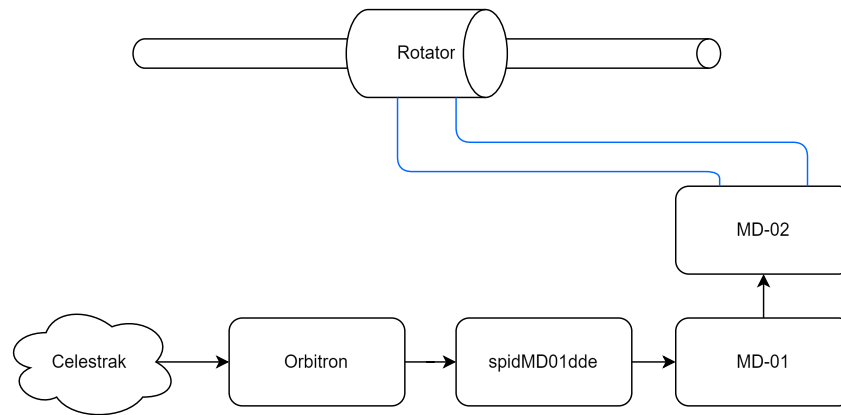 Rotator
MD-02
Celestrak
Orbitron
spidMD01dde
MD-01